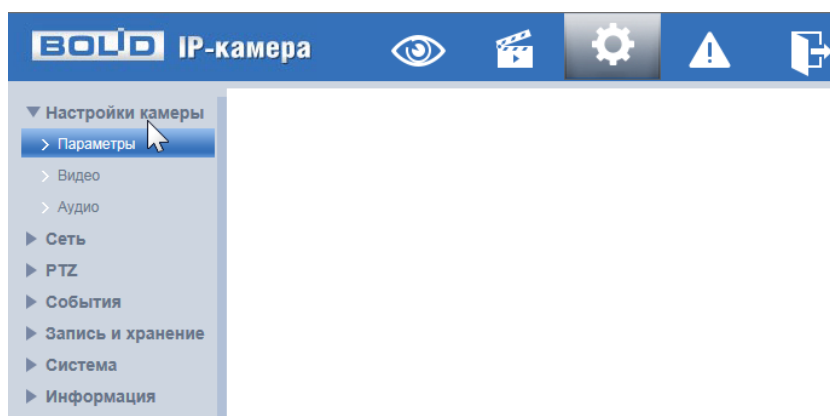 BOLID IP-камера
Настройки камеры
Параметры
Видео
Аудио
Сеть
PTZ
События
Запись и хранение
Система
Информация